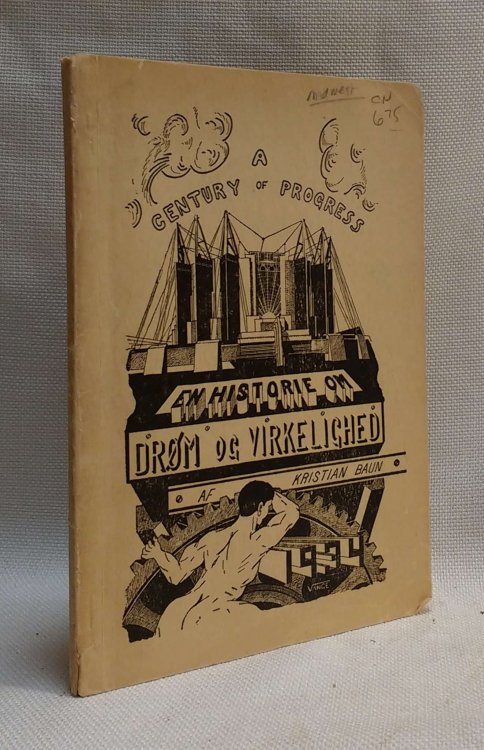 midwest
CN
675
A
CENTURY OF PROGRESS
EN HISTORIE OM
DRØM OG VIRKELIGHED
AF KRISTIAN BAUN
1934